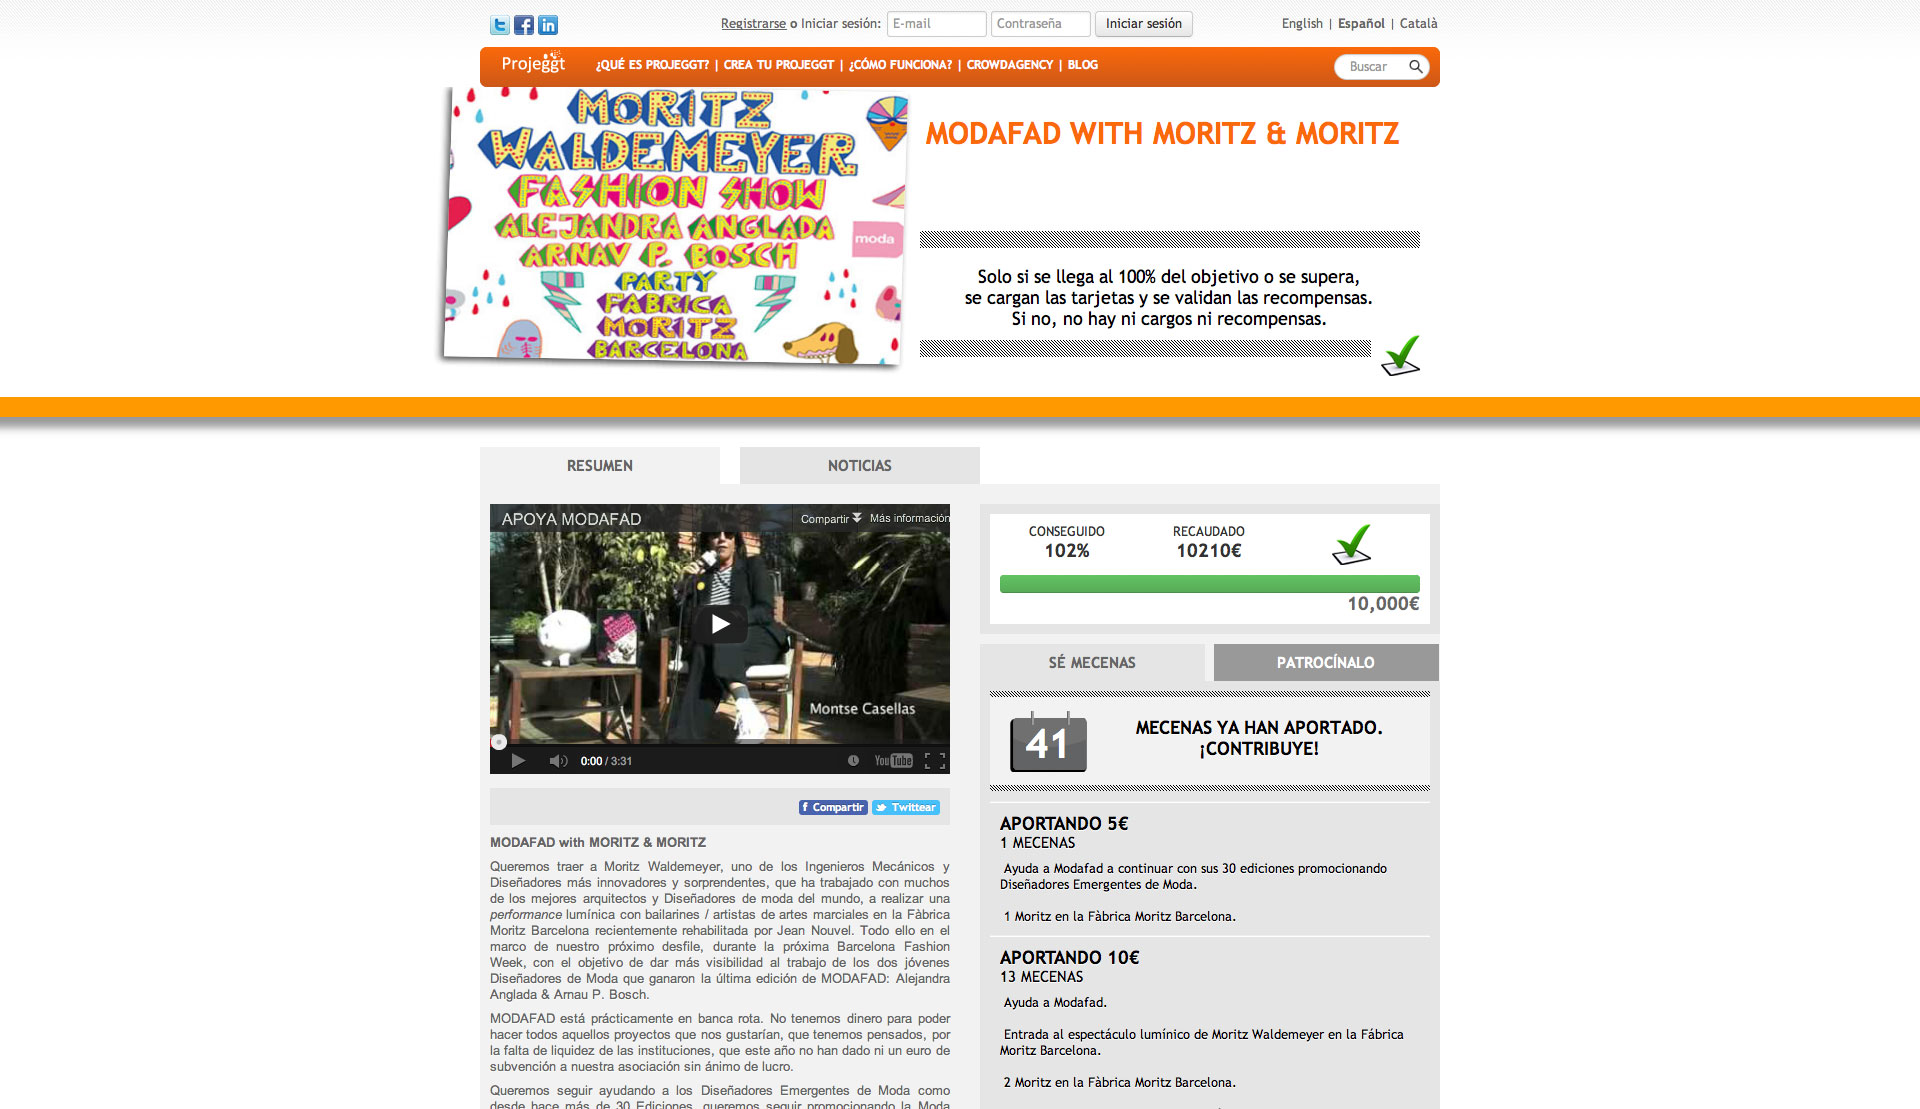 Registrarse o Iniciar sesión: E-mail Contraseña Iniciar sesión
English | Español | Català
Projeggt
¿QUÉ ES PROJEGGT? | CREA TU PROJEGGT | ¿CÓMO FUNCIONA? | CROWDAGENCY | BLOG
Buscar
MORITZ
WALDEMEYER
FASHION SHOW
ALEJANDRA ANGLADA
ARNAV P. BOSCH
PARTY
FABRICA
MORITZ
BARCELONA
moda
MODAFAD WITH MORITZ & MORITZ
Solo si se llega al 100% del objetivo o se supera,
se cargan las tarjetas y se validan las recompensas.
Si no, no hay ni cargos ni recompensas.
RESUMEN
NOTICIAS
APOYA MODAFAD
Compartir
Más información
Montse Casellas
0:00 / 3:31
YouTube
Compartir
Twittear
MODAFAD with MORITZ & MORITZ
Queremos traer a Moritz Waldemeyer, uno de los Ingenieros Mecánicos y
Diseñadores más innovadores y sorprendentes, que ha trabajado con muchos
de los mejores arquitectos y Diseñadores de moda del mundo, a realizar una
performance lumínica con bailarines / artistas de artes marciales en la Fàbrica
Moritz Barcelona recientemente rehabilitada por Jean Nouvel. Todo ello en el
marco de nuestro próximo desfile, durante la próxima Barcelona Fashion
Week, con el objetivo de dar más visibilidad al trabajo de los dos jóvenes
Diseñadores de Moda que ganaron la última edición de MODAFAD: Alejandra
Anglada & Arnau P. Bosch.
MODAFAD está prácticamente en banca rota. No tenemos dinero para poder
hacer todos aquellos proyectos que nos gustarían, que tenemos pensados, por
la falta de liquidez de las instituciones, que este año no han dado ni un euro de
subvención a nuestra asociación sin ánimo de lucro.
Queremos seguir ayudando a los Diseñadores Emergentes de Moda como
desde hace más de 30 Ediciones, queremos seguir promocionando la Moda
CONSEGUIDO
102%
RECAUDADO
10210€
10,000€
SÉ MECENAS
PATROCÍNALO
41
MECENAS YA HAN APORTADO.
¡CONTRIBUYE!
APORTANDO 5€
1 MECENAS
Ayuda a Modafad a continuar con sus 30 ediciones promocionando
Diseñadores Emergentes de Moda.
1 Moritz en la Fàbrica Moritz Barcelona.
APORTANDO 10€
13 MECENAS
Ayuda a Modafad.
Entrada al espectáculo lumínico de Moritz Waldemeyer en la Fábrica
Moritz Barcelona.
2 Moritz en la Fàbrica Moritz Barcelona.